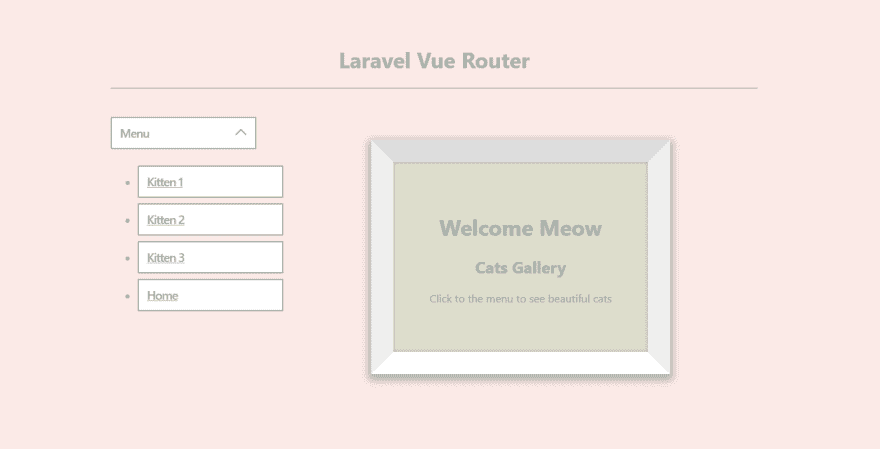 Laravel Vue Router
Menu
Kitten 1
Kitten 2
Kitten 3
Home
Welcome Meow
Cats Gallery
Click to the menu to see beautiful cats